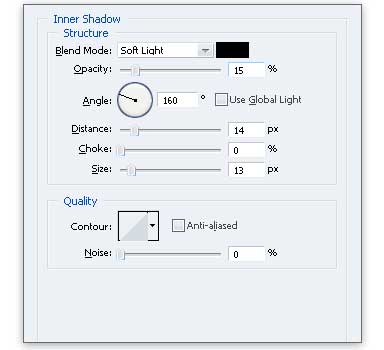 Inner Shadow
Structure
Blend Mode: Soft Light
Opacity: 15 %
Angle: 160 ° Use Global Light
Distance: 14 px
Choke: 0 %
Size: 13 px
Quality
Contour: Anti-aliased
Noise: 0 %